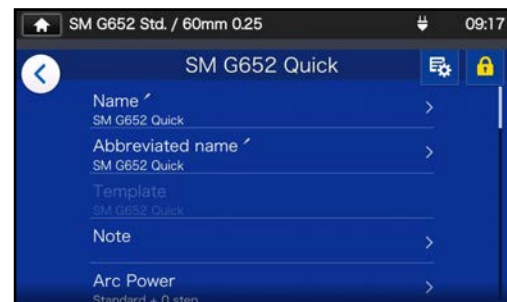 SM G652 Std. / 60mm 0.25 09:17
SM G652 Quick
Name
SM G652 Quick
Abbreviated name
SM G652 Quick
Template
SM G652 Quick
Note
Arc Power
Standard + 0 step